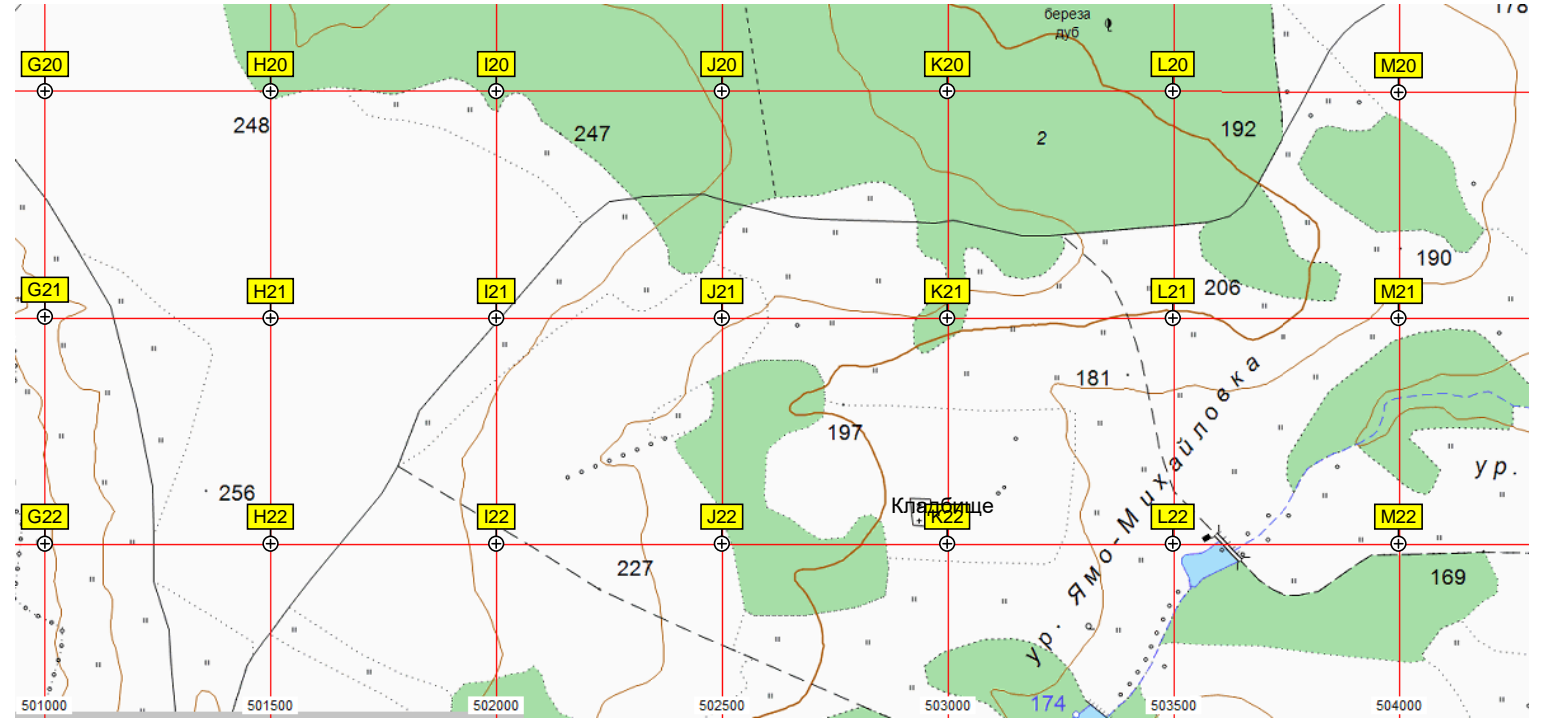 178
береза
дуб
G20
H20
I20
J20
K20
L20
M20
248
247
2
192
190
G21
H21
I21
J21
K21
L21
M21
206
181
197
ур. Ямо-Михайловка
ур.
256
Кладбище
G22
H22
I22
J22
K22
L22
M22
227
169
174
501000
501500
502000
502500
503000
503500
504000